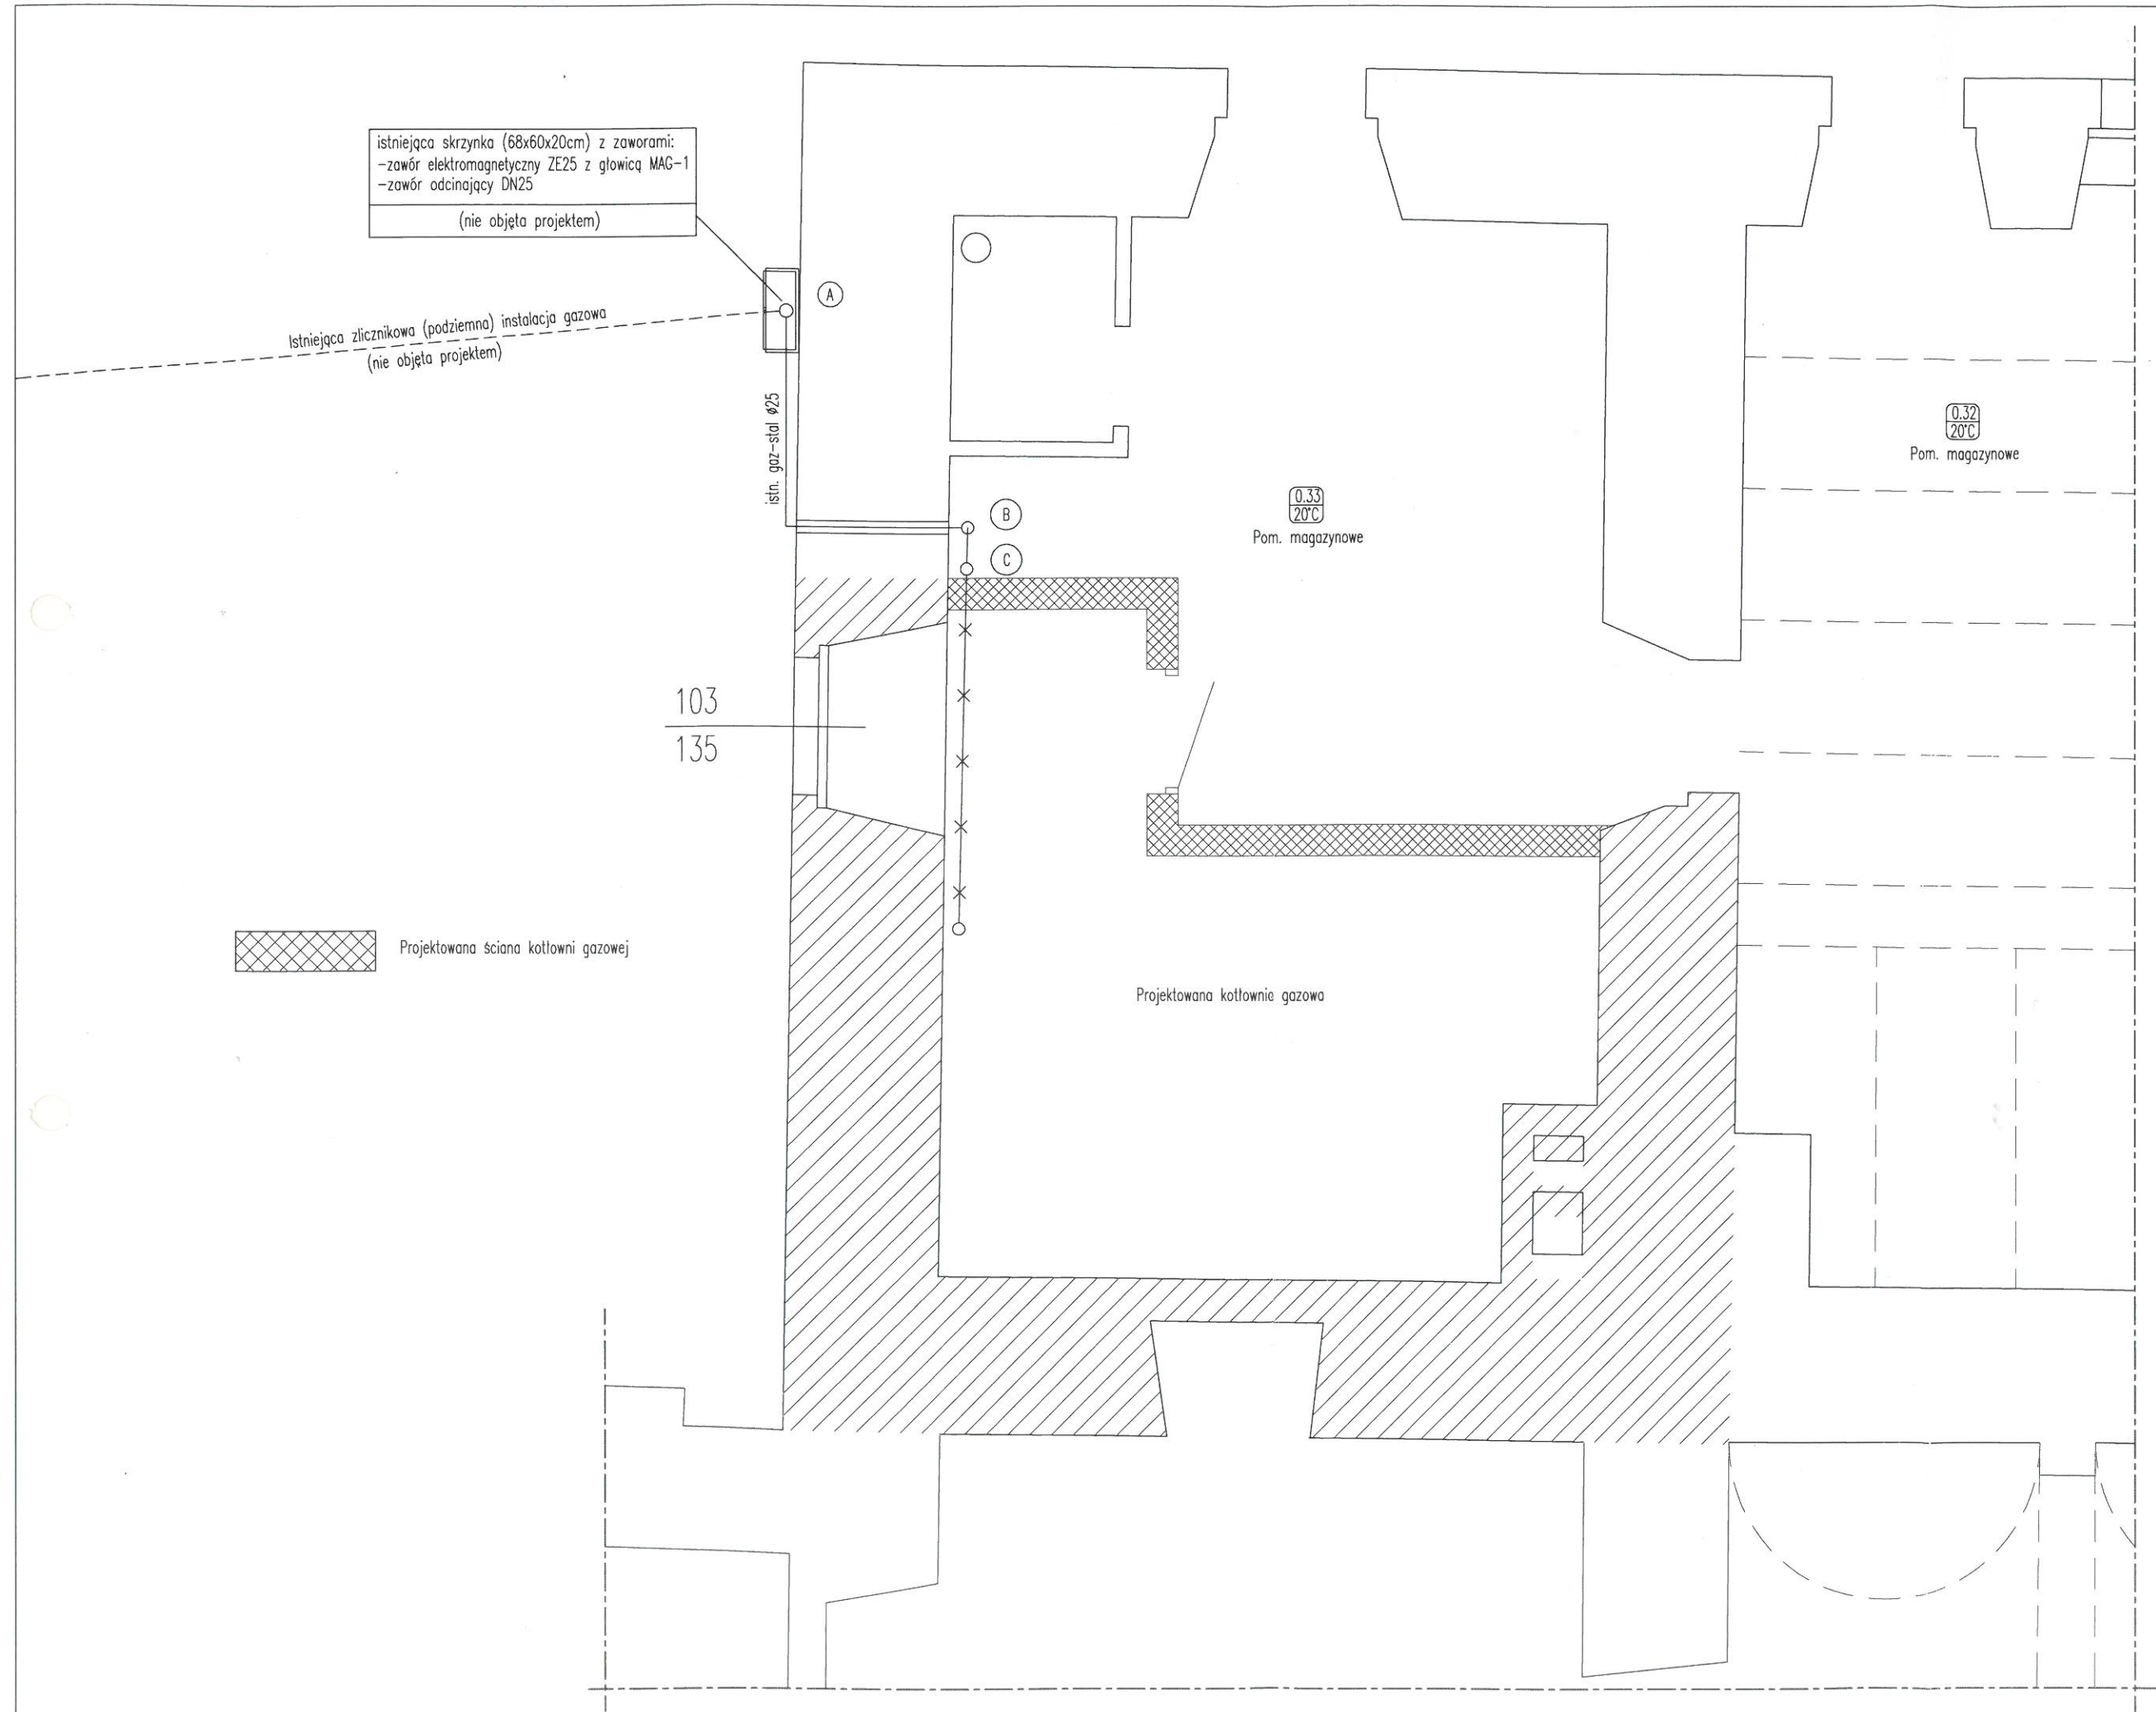 istniejąca skrzynka (68x60x20cm) z zaworami:
-zawór elektromagnetyczny ZE25 z głowicą MAG-1
-zawór odcinający DN25
(nie objęta projektem)
A
Istniejąca zlicznikowa (podziemna) instalacja gazowa
(nie objęta projektem)
istn. gaz-stal ø25
0.32
20°C
Pom. magazynowe
0.33
20°C
Pom. magazynowe
B
C
103
135
Projektowana ściana kotłowni gazowej
Projektowana kotłownia gazowa